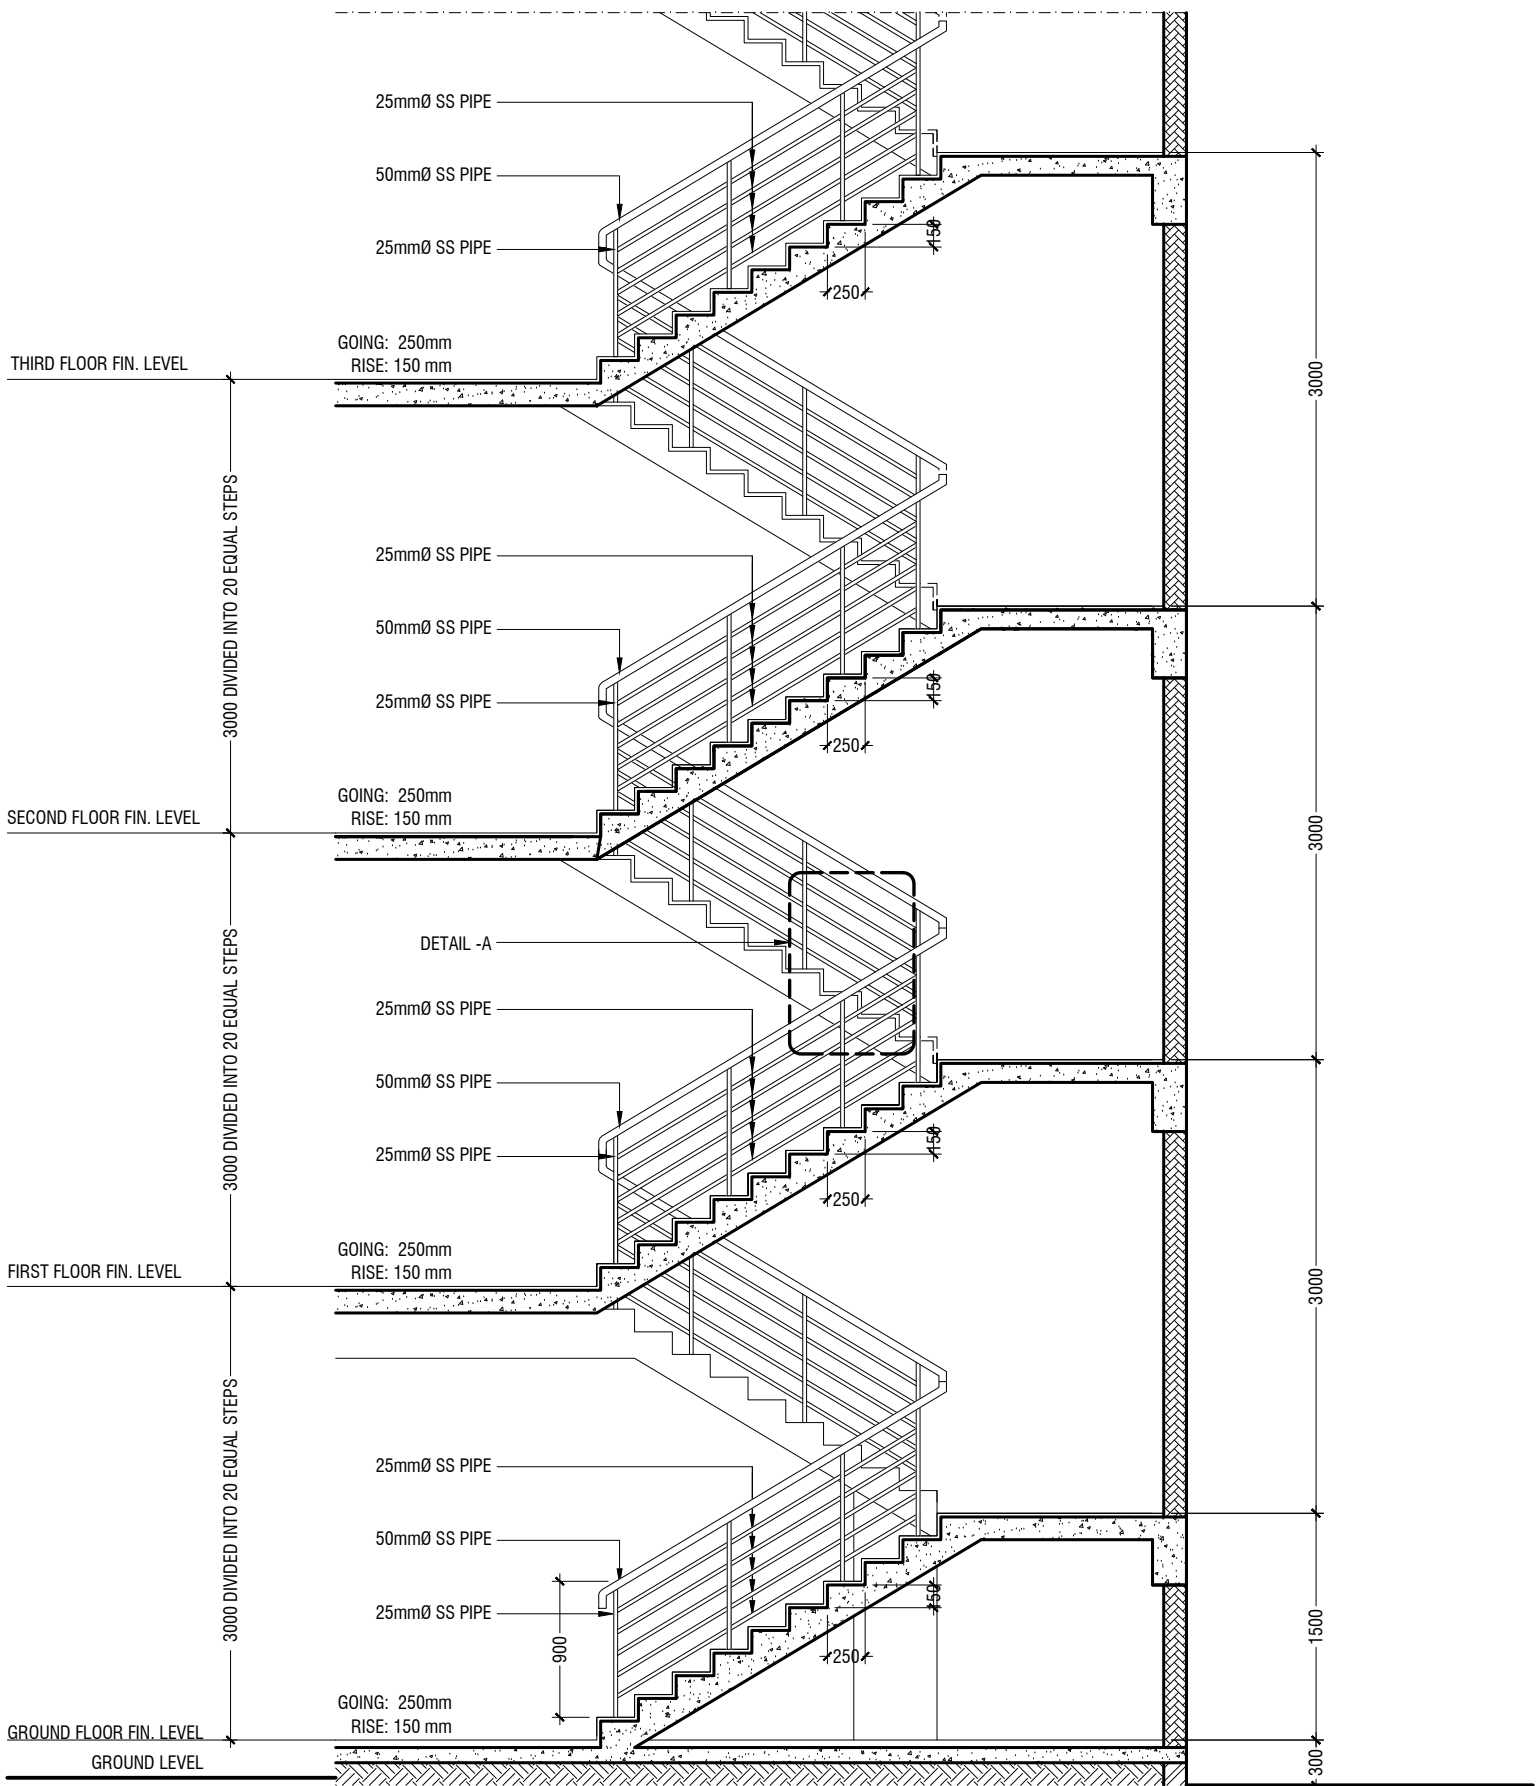 25mmØ SS PIPE
50mmØ SS PIPE
25mmØ SS PIPE
150
250
GOING: 250mm
RISE: 150 mm
THIRD FLOOR FIN. LEVEL
3000
3000 DIVIDED INTO 20 EQUAL STEPS
25mmØ SS PIPE
50mmØ SS PIPE
25mmØ SS PIPE
150
250
GOING: 250mm
RISE: 150 mm
SECOND FLOOR FIN. LEVEL
3000
DETAIL -A
3000 DIVIDED INTO 20 EQUAL STEPS
25mmØ SS PIPE
50mmØ SS PIPE
25mmØ SS PIPE
150
250
GOING: 250mm
RISE: 150 mm
FIRST FLOOR FIN. LEVEL
3000
3000 DIVIDED INTO 20 EQUAL STEPS
25mmØ SS PIPE
50mmØ SS PIPE
25mmØ SS PIPE
900
150
250
1500
GOING: 250mm
RISE: 150 mm
GROUND FLOOR FIN. LEVEL
GROUND LEVEL
300